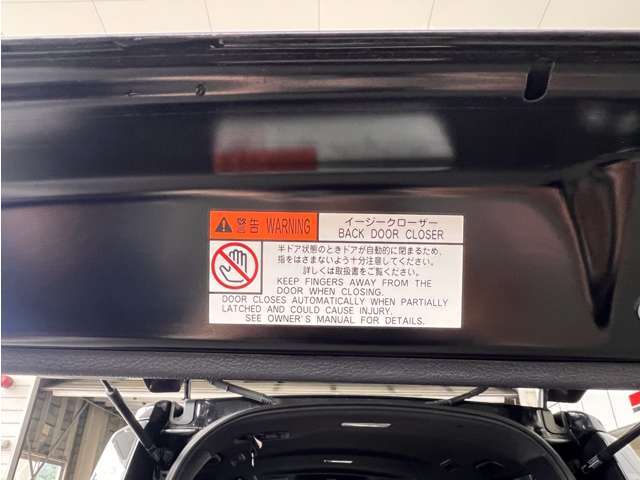 警告 WARNING
イージークローザー
BACK DOOR CLOSER
半ドア状態のときドアが自動的に閉まるため、
指をはさまないよう十分注意してください。
詳しくは取扱書をご覧ください。
KEEP FINGERS AWAY FROM THE
DOOR WHEN CLOSING.
DOOR CLOSES AUTOMATICALLY WHEN PARTIALLY
LATCHED AND COULD CAUSE INJURY.
SEE OWNER'S MANUAL FOR DETAILS.